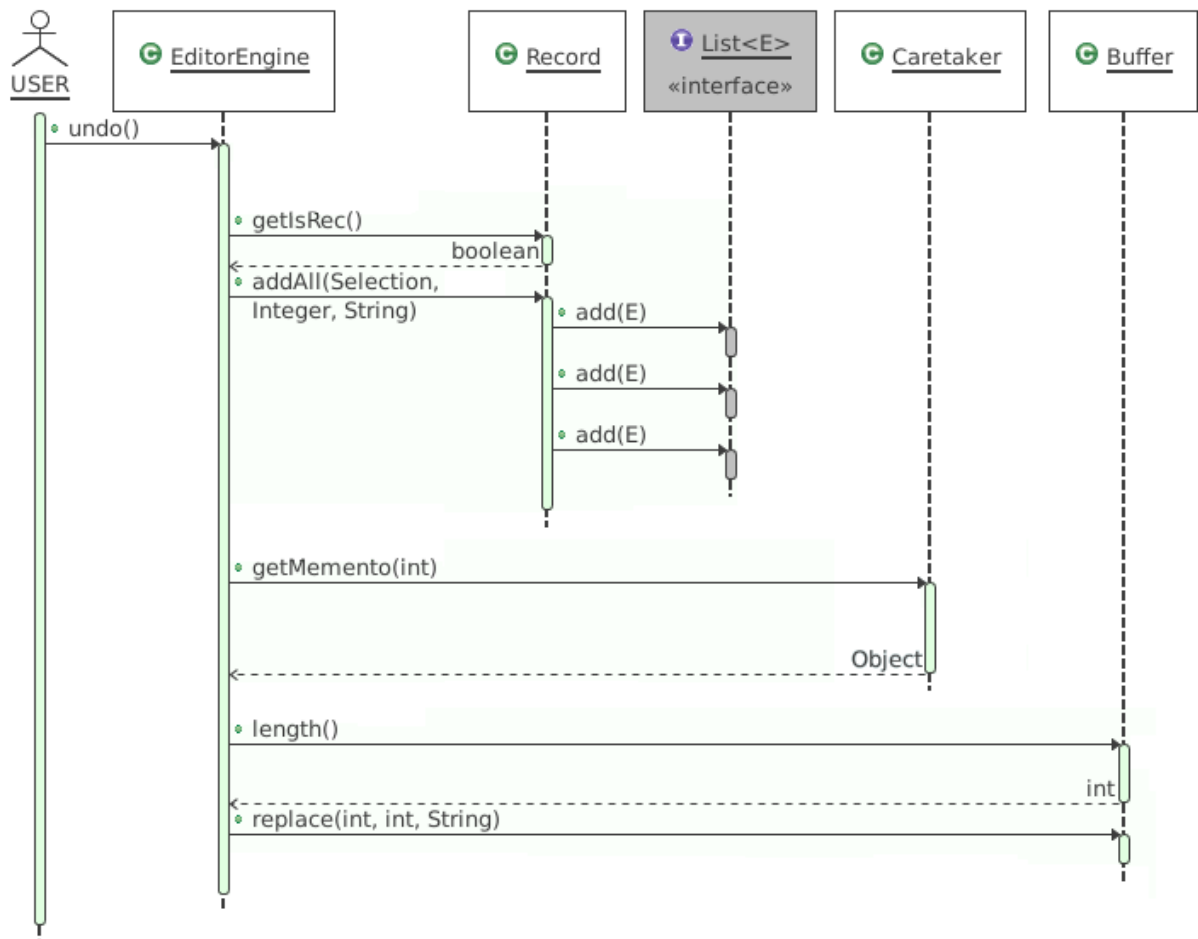 USER
C EditorEngine
C Record
I List<E>
«interface»
C Caretaker
C Buffer
undo()
getIsRec()
boolean
addAll(Selection,
Integer, String)
add(E)
add(E)
add(E)
getMemento(int)
Object
length()
int
replace(int, int, String)